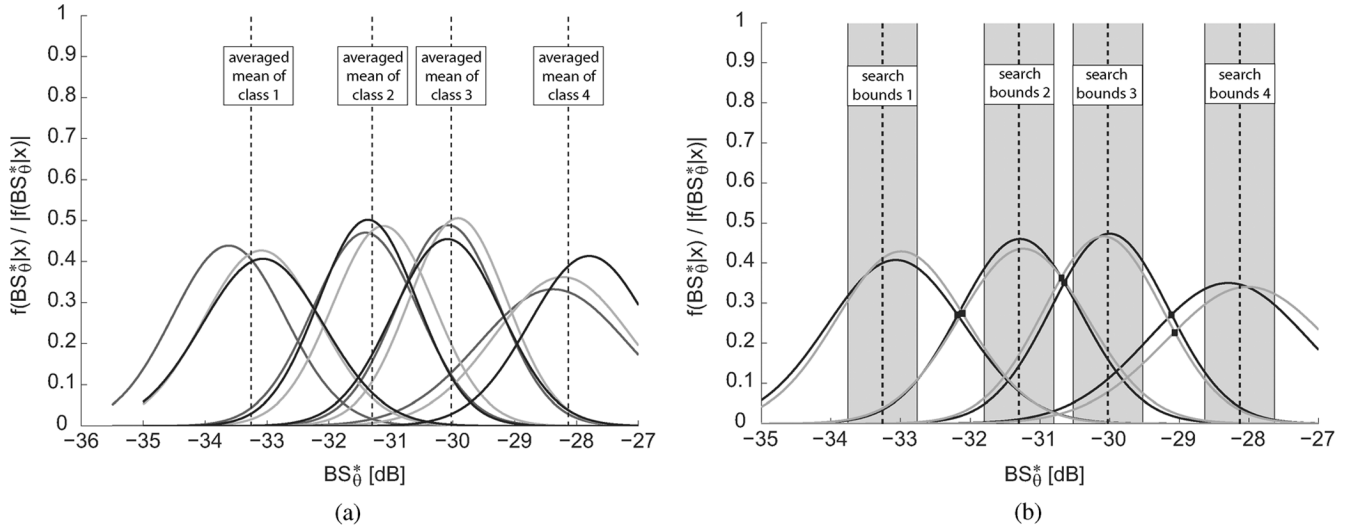 f(BS*θ|x) / |f(BS*θ|x)|
1
0.9
0.8
0.7
0.6
0.5
0.4
0.3
0.2
0.1
0
averaged
mean of
class 1
averaged
mean of
class 2
averaged
mean of
class 3
averaged
mean of
class 4
−36 −35 −34 −33 −32 −31 −30 −29 −28 −27
BS*θ [dB]
(a)
f(BS*θ|x) / |f(BS*θ|x)|
1
0.9
0.8
0.7
0.6
0.5
0.4
0.3
0.2
0.1
0
search
bounds 1
search
bounds 2
search
bounds 3
search
bounds 4
−35 −34 −33 −32 −31 −30 −29 −28 −27
BS*θ [dB]
(b)